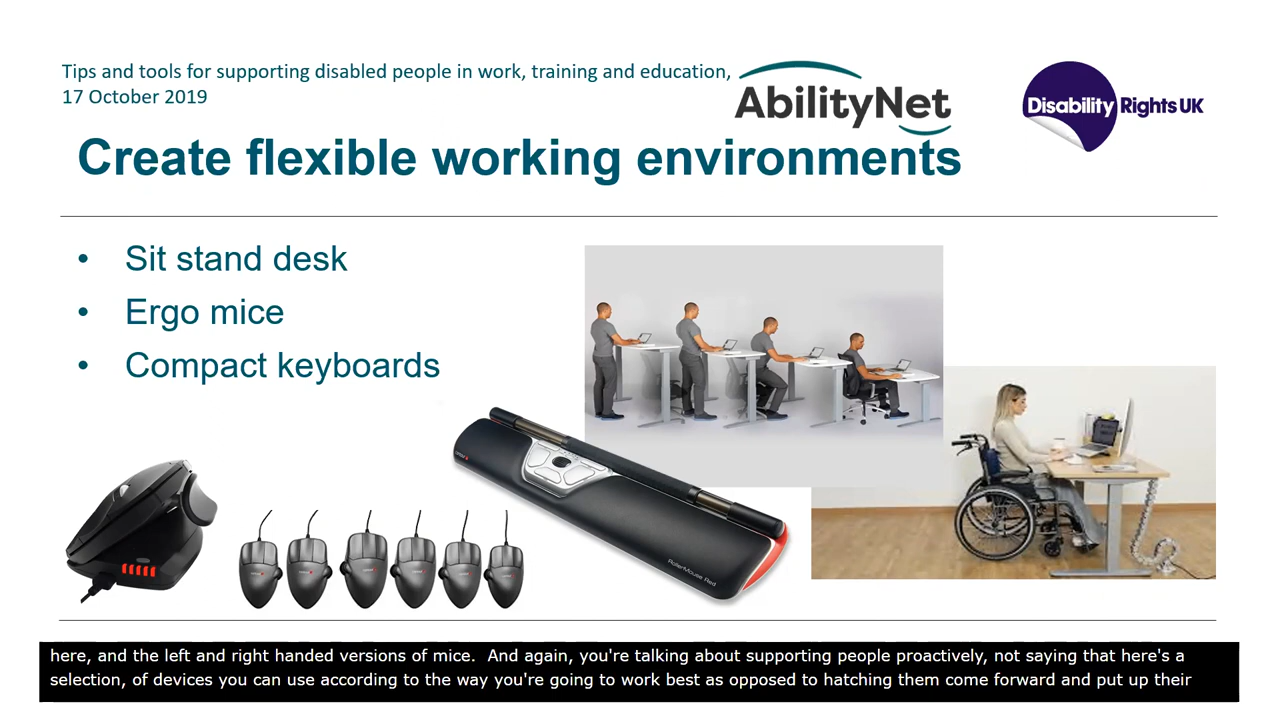 Tips and tools for supporting disabled people in work, training and education,
17 October 2019
AbilityNet
Disability Rights UK
Create flexible working environments
• Sit stand desk
• Ergo mice
• Compact keyboards
RollerMouse Red
here, and the left and right handed versions of mice.  And again, you're talking about supporting people proactively, not saying that here's a
selection, of devices you can use according to the way you're going to work best as opposed to hatching them come forward and put up their